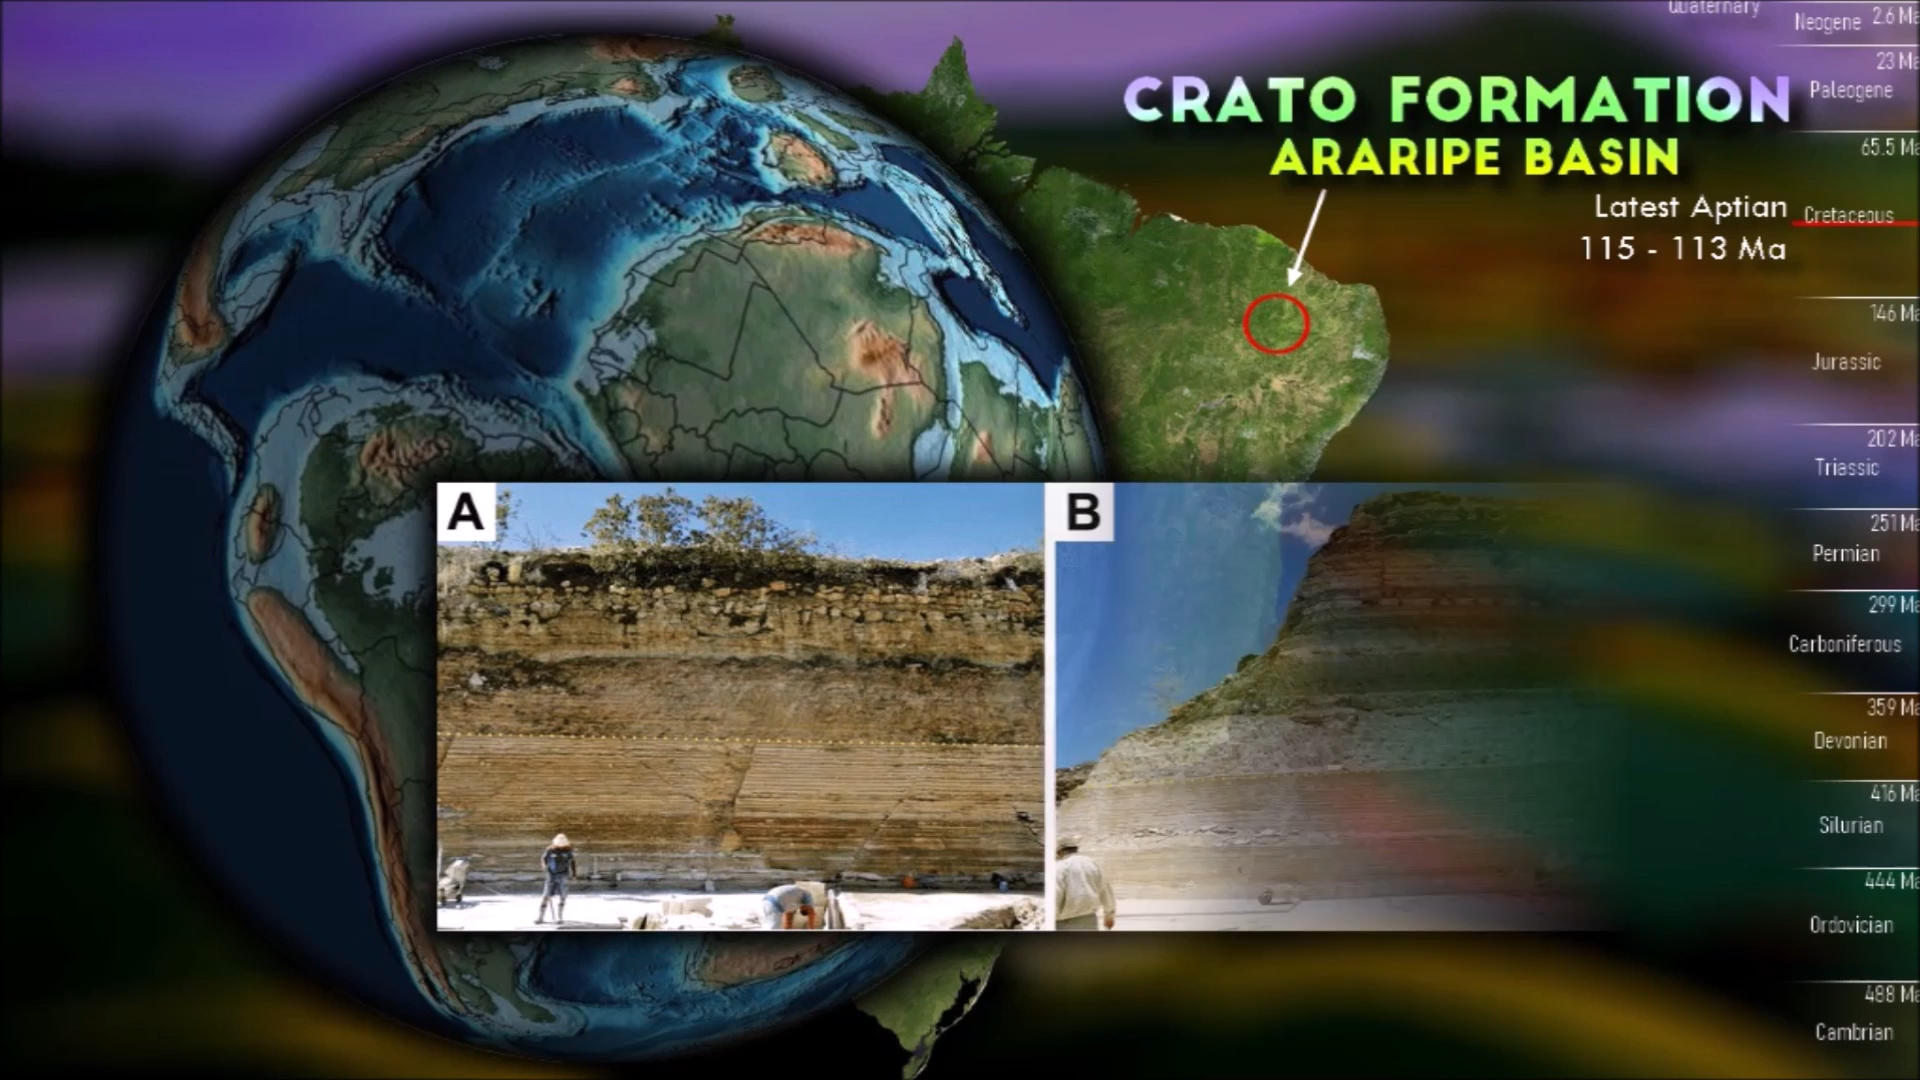 CRATO FORMATION
ARARIPE BASIN
Latest Aptian
115 - 113 Ma
A
B
Quaternary
2.6 Ma
Neogene
23 Ma
Paleogene
65.5 Ma
Cretaceous
146 Ma
Jurassic
202 Ma
Triassic
251 Ma
Permian
299 Ma
Carboniferous
359 Ma
Devonian
416 Ma
Silurian
444 Ma
Ordovician
488 Ma
Cambrian